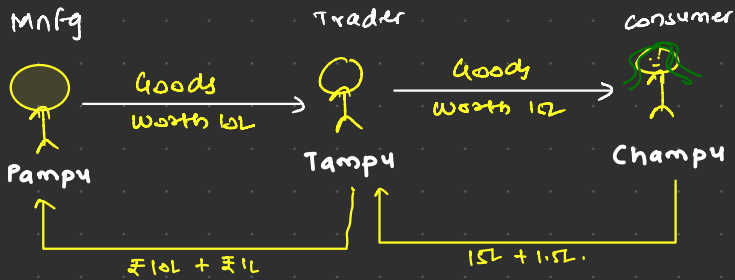 Mnfg Trader Consumer
Goods Goods
Worth 10L Worth 15L
Pampu Tampu Champu
₹10L + ₹1L 15L + 1.5L.